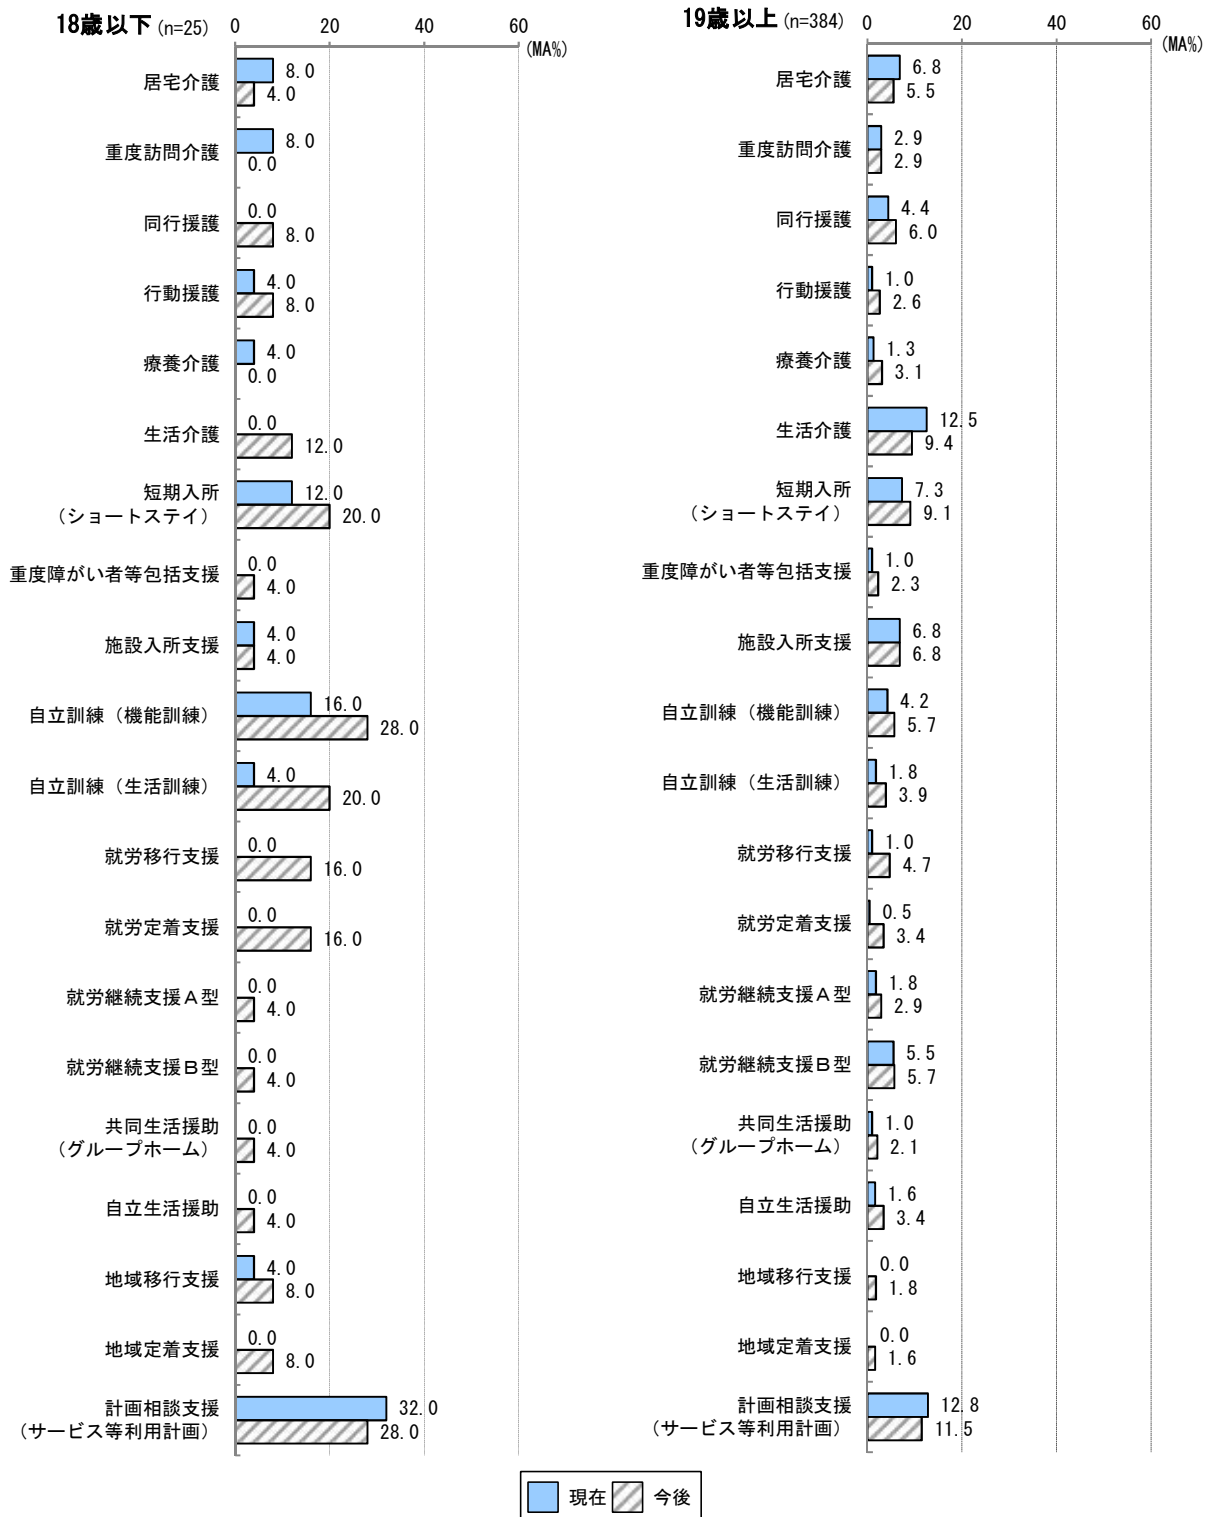 18歳以下 (n=25)
0 20 40 60
(MA%)
居宅介護 8.0
4.0
重度訪問介護 8.0
0.0
同行援護 0.0
8.0
行動援護 4.0
8.0
療養介護 4.0
0.0
生活介護 0.0
12.0
短期入所 12.0
（ショートステイ） 20.0
重度障がい者等包括支援 0.0
4.0
施設入所支援 4.0
4.0
自立訓練（機能訓練） 16.0
28.0
自立訓練（生活訓練） 4.0
20.0
就労移行支援 0.0
16.0
就労定着支援 0.0
16.0
就労継続支援Ａ型 0.0
4.0
就労継続支援Ｂ型 0.0
4.0
共同生活援助 0.0
（グループホーム） 4.0
自立生活援助 0.0
4.0
地域移行支援 4.0
8.0
地域定着支援 0.0
8.0
計画相談支援 32.0
（サービス等利用計画） 28.0
19歳以上 (n=384)
0 20 40 60
(MA%)
居宅介護 6.8
5.5
重度訪問介護 2.9
2.9
同行援護 4.4
6.0
行動援護 1.0
2.6
療養介護 1.3
3.1
生活介護 12.5
9.4
短期入所 7.3
（ショートステイ） 9.1
重度障がい者等包括支援 1.0
2.3
施設入所支援 6.8
6.8
自立訓練（機能訓練） 4.2
5.7
自立訓練（生活訓練） 1.8
3.9
就労移行支援 1.0
4.7
就労定着支援 0.5
3.4
就労継続支援Ａ型 1.8
2.9
就労継続支援Ｂ型 5.5
5.7
共同生活援助 1.0
（グループホーム） 2.1
自立生活援助 1.6
3.4
地域移行支援 0.0
1.8
地域定着支援 0.0
1.6
計画相談支援 12.8
（サービス等利用計画） 11.5
現在 今後